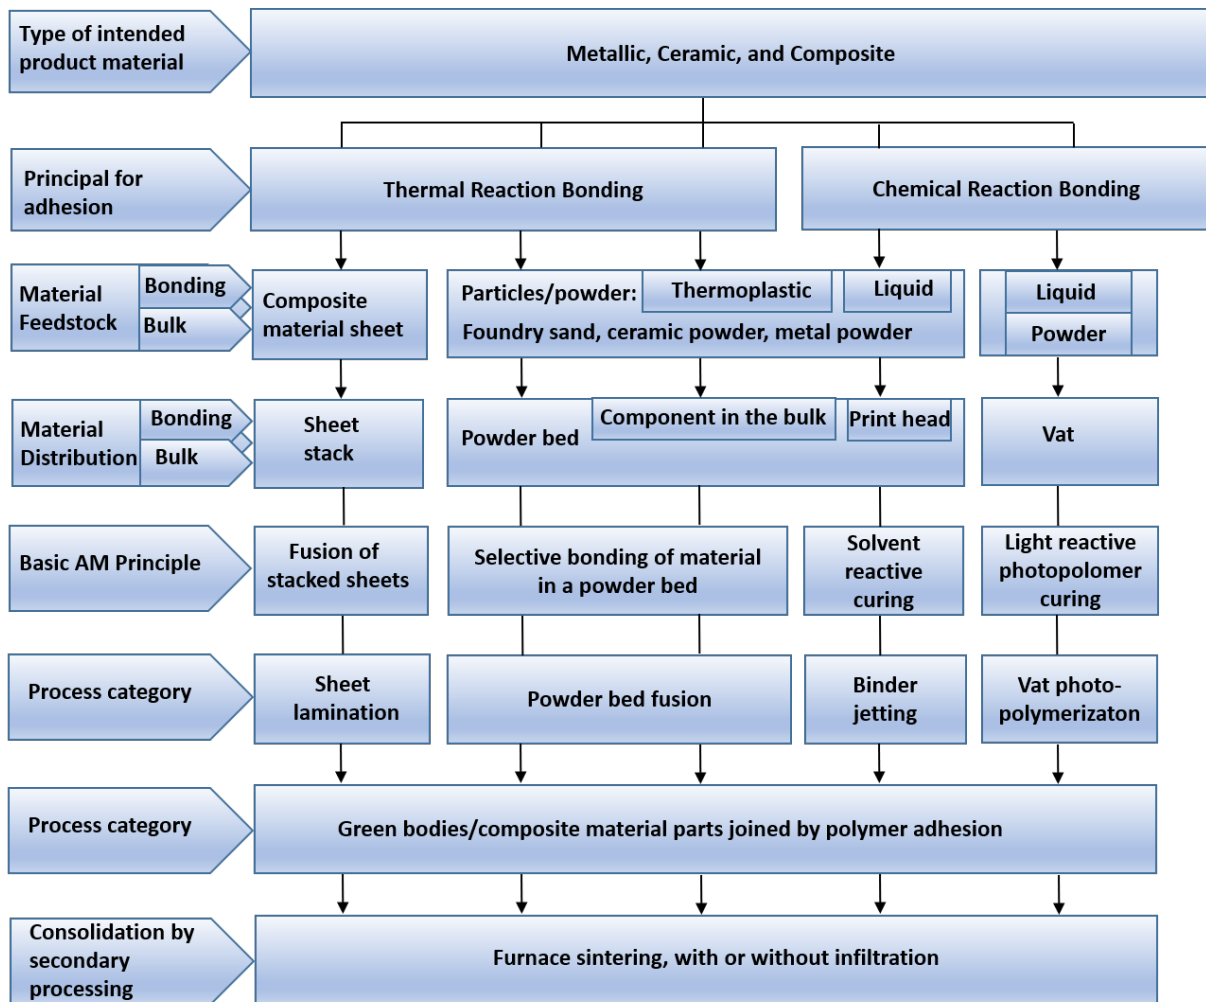 Type of intended
product material
Metallic, Ceramic, and Composite
Principal for
adhesion
Thermal Reaction Bonding
Chemical Reaction Bonding
Material
Feedstock
Bonding
Bulk
Composite
material sheet
Particles/powder:
Thermoplastic
Liquid
Foundry sand, ceramic powder, metal powder
Liquid
Powder
Material
Distribution
Bonding
Bulk
Sheet
stack
Powder bed
Component in the bulk
Print head
Vat
Basic AM Principle
Fusion of
stacked sheets
Selective bonding of material
in a powder bed
Solvent
reactive
curing
Light reactive
photopolomer
curing
Process category
Sheet
lamination
Powder bed fusion
Binder
jetting
Vat photo-
polymerizaton
Process category
Green bodies/composite material parts joined by polymer adhesion
Consolidation by
secondary
processing
Furnace sintering, with or without infiltration